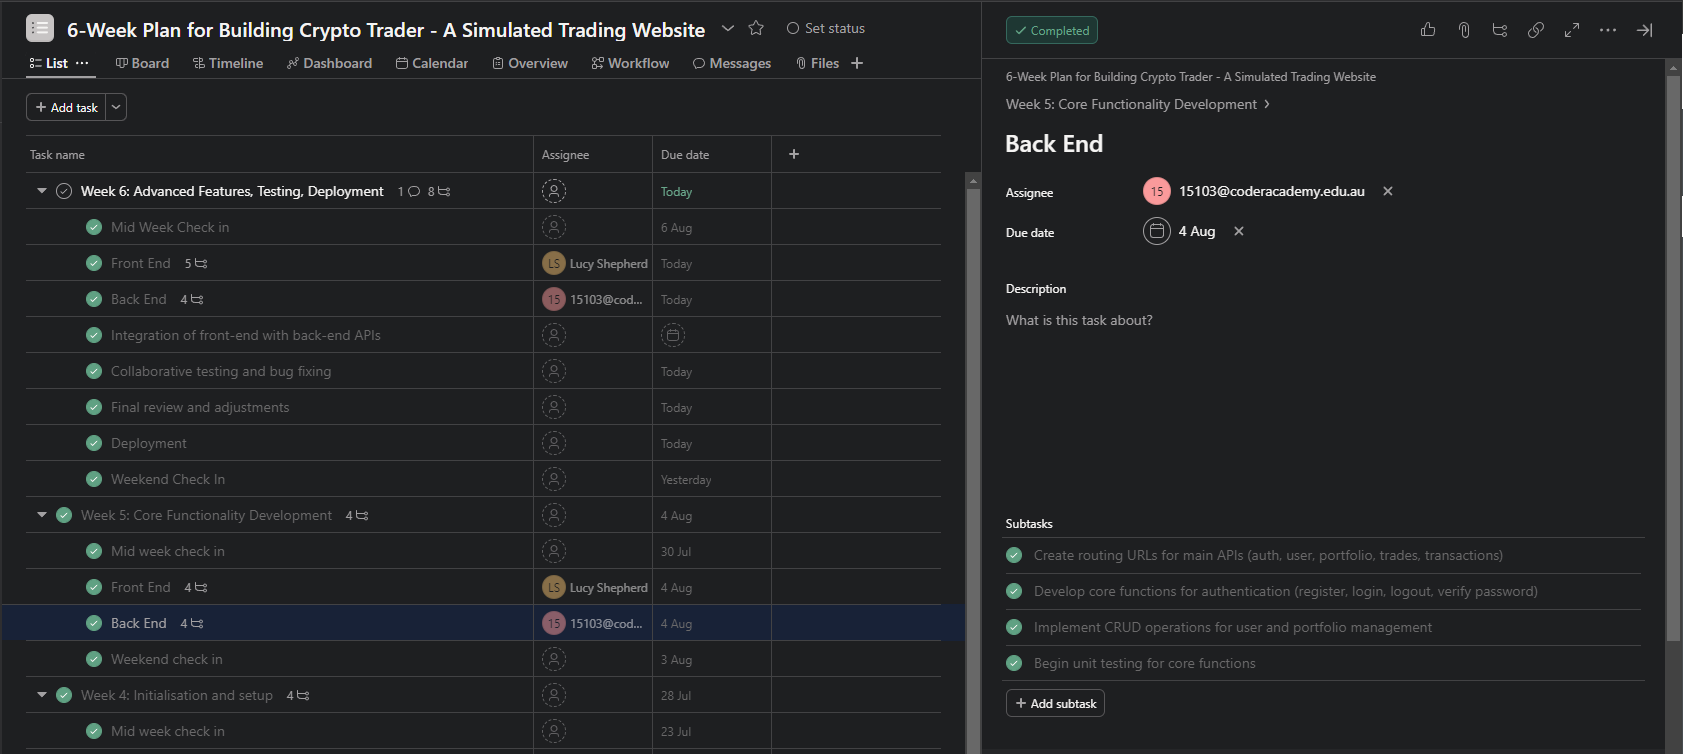 6-Week Plan for Building Crypto Trader - A Simulated Trading Website
Set status
List ... Board Timeline Dashboard Calendar Overview Workflow Messages Files +
+ Add task
Task name Assignee Due date +
Week 6: Advanced Features, Testing, Deployment 1 8 Today
Mid Week Check in 6 Aug
Front End 5 LS Lucy Shepherd Today
Back End 4 15 15103@cod... Today
Integration of front-end with back-end APIs
Collaborative testing and bug fixing Today
Final review and adjustments Today
Deployment Today
Weekend Check In Yesterday
Week 5: Core Functionality Development 4 4 Aug
Mid week check in 30 Jul
Front End 4 LS Lucy Shepherd 4 Aug
Back End 4 15 15103@cod... 4 Aug
Weekend check in 3 Aug
Week 4: Initialisation and setup 4 28 Jul
Mid week check in 23 Jul
Completed
6-Week Plan for Building Crypto Trader - A Simulated Trading Website
Week 5: Core Functionality Development >
Back End
Assignee 15 15103@coderacademy.edu.au ×
Due date 4 Aug ×
Description
What is this task about?
Subtasks
Create routing URLs for main APIs (auth, user, portfolio, trades, transactions)
Develop core functions for authentication (register, login, logout, verify password)
Implement CRUD operations for user and portfolio management
Begin unit testing for core functions
+ Add subtask